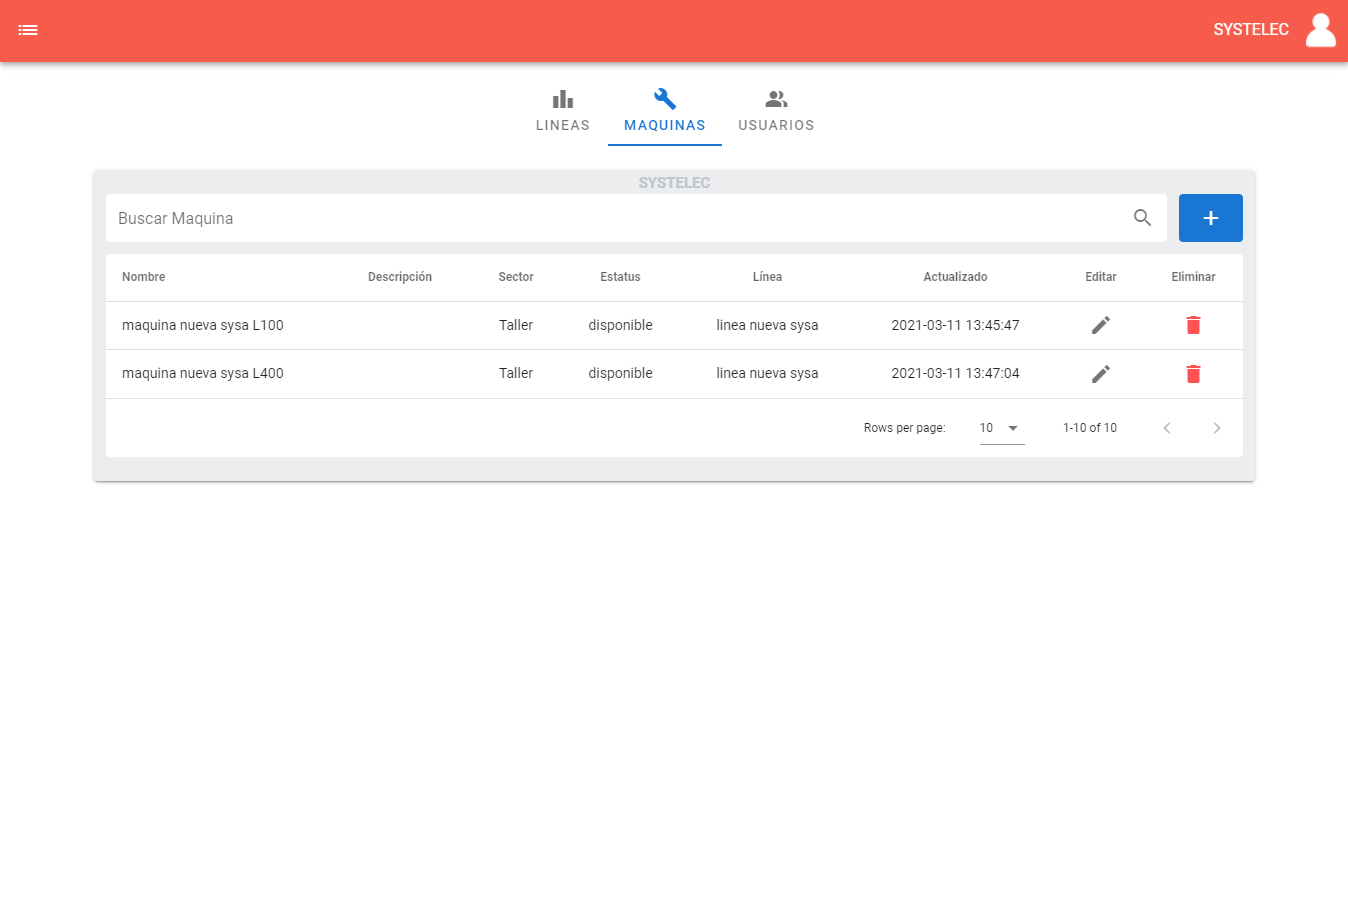 SYSTELEC
LINEAS MAQUINAS USUARIOS
SYSTELEC
Buscar Maquina
Nombre Descripción Sector Estatus Línea Actualizado Editar Eliminar
maquina nueva sysa L100 Taller disponible linea nueva sysa 2021-03-11 13:45:47
maquina nueva sysa L400 Taller disponible linea nueva sysa 2021-03-11 13:47:04
Rows per page: 10 1-10 of 10